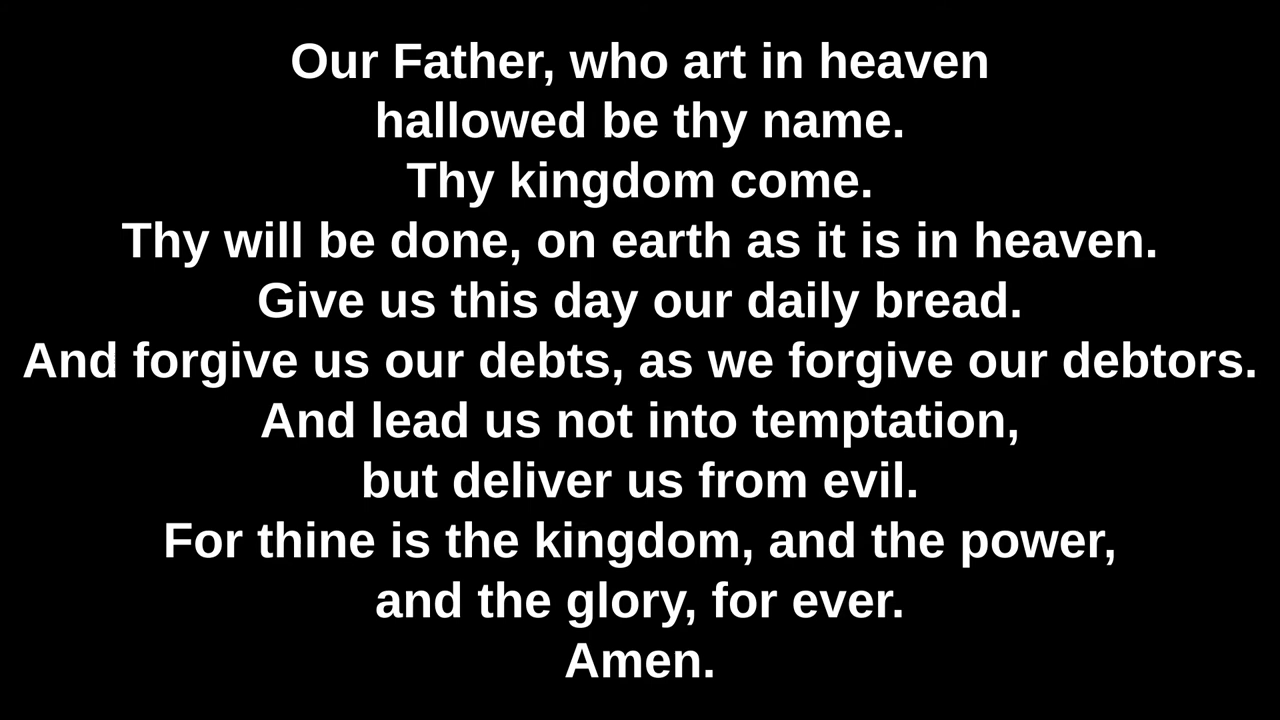 Our Father, who art in heaven
hallowed be thy name.
Thy kingdom come.
Thy will be done, on earth as it is in heaven.
Give us this day our daily bread.
And forgive us our debts, as we forgive our debtors.
And lead us not into temptation,
but deliver us from evil.
For thine is the kingdom, and the power,
and the glory, for ever.
Amen.